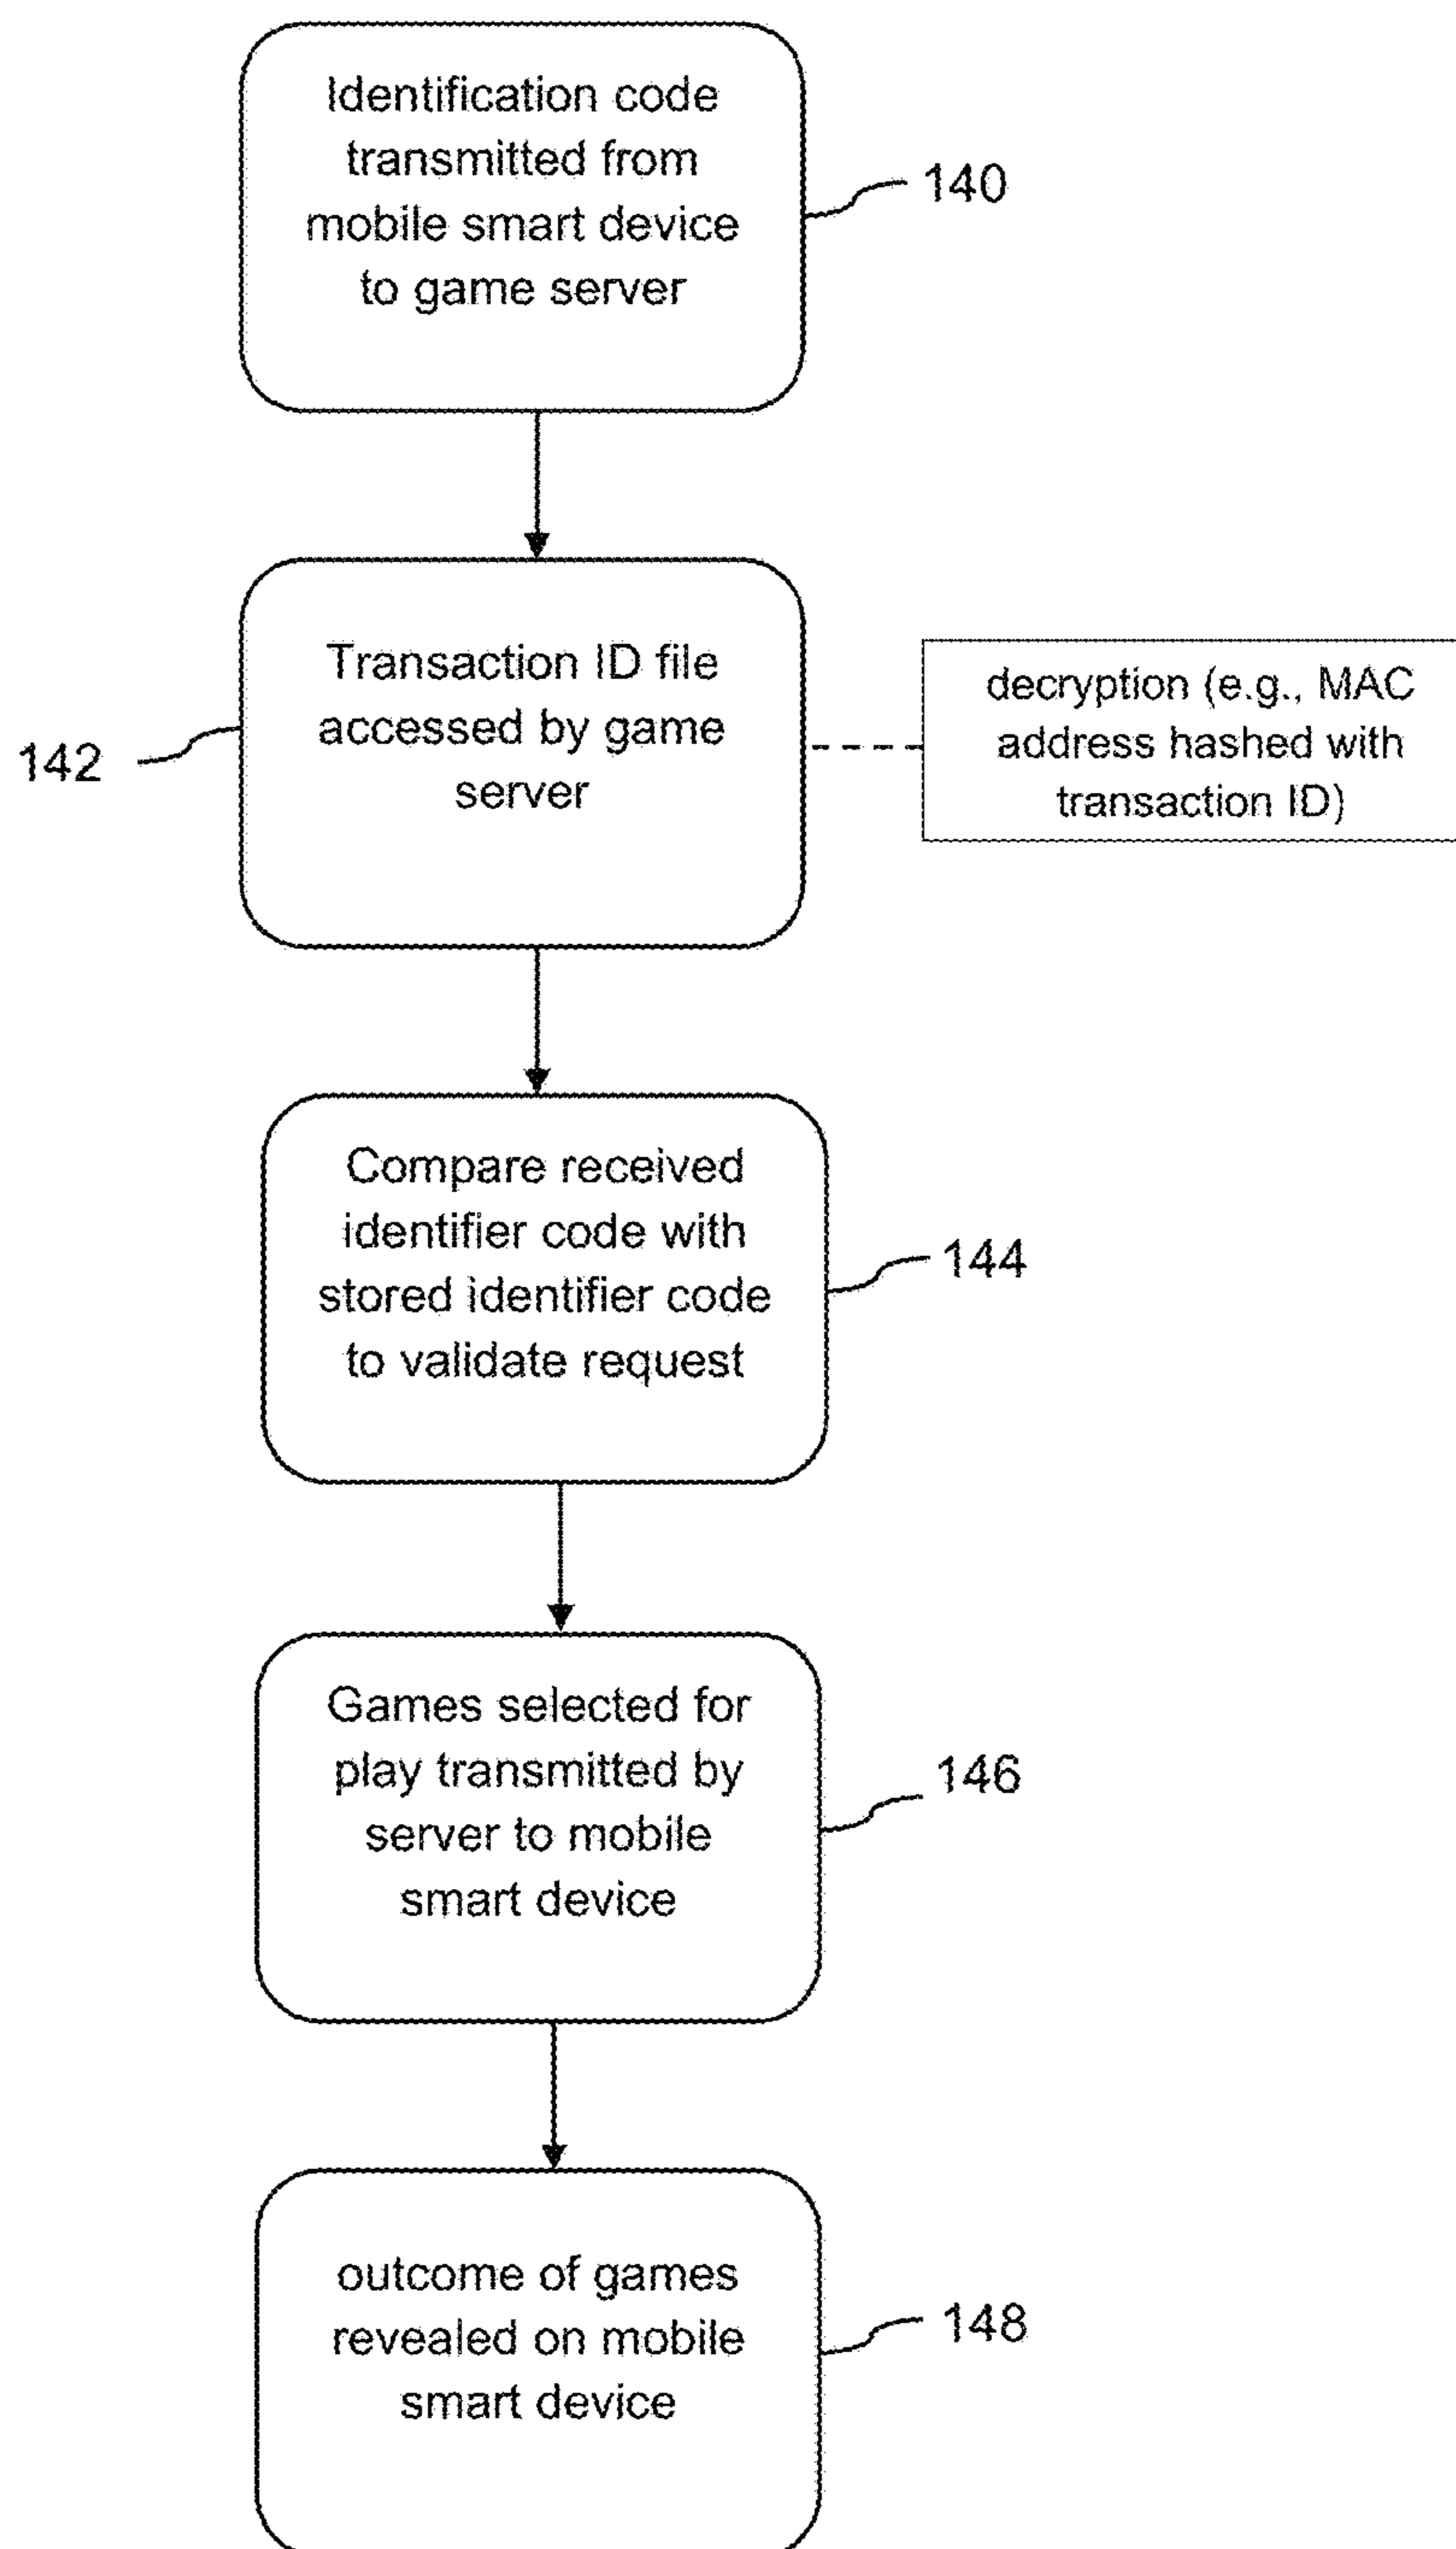 Identification code
transmitted from
mobile smart device
to game server
140
Transaction ID file
accessed by game
server
142
decryption (e.g., MAC
address hashed with
transaction ID)
Compare received
identifier code with
stored identifier code
to validate request
144
Games selected for
play transmitted by
server to mobile
smart device
146
outcome of games
revealed on mobile
smart device
148